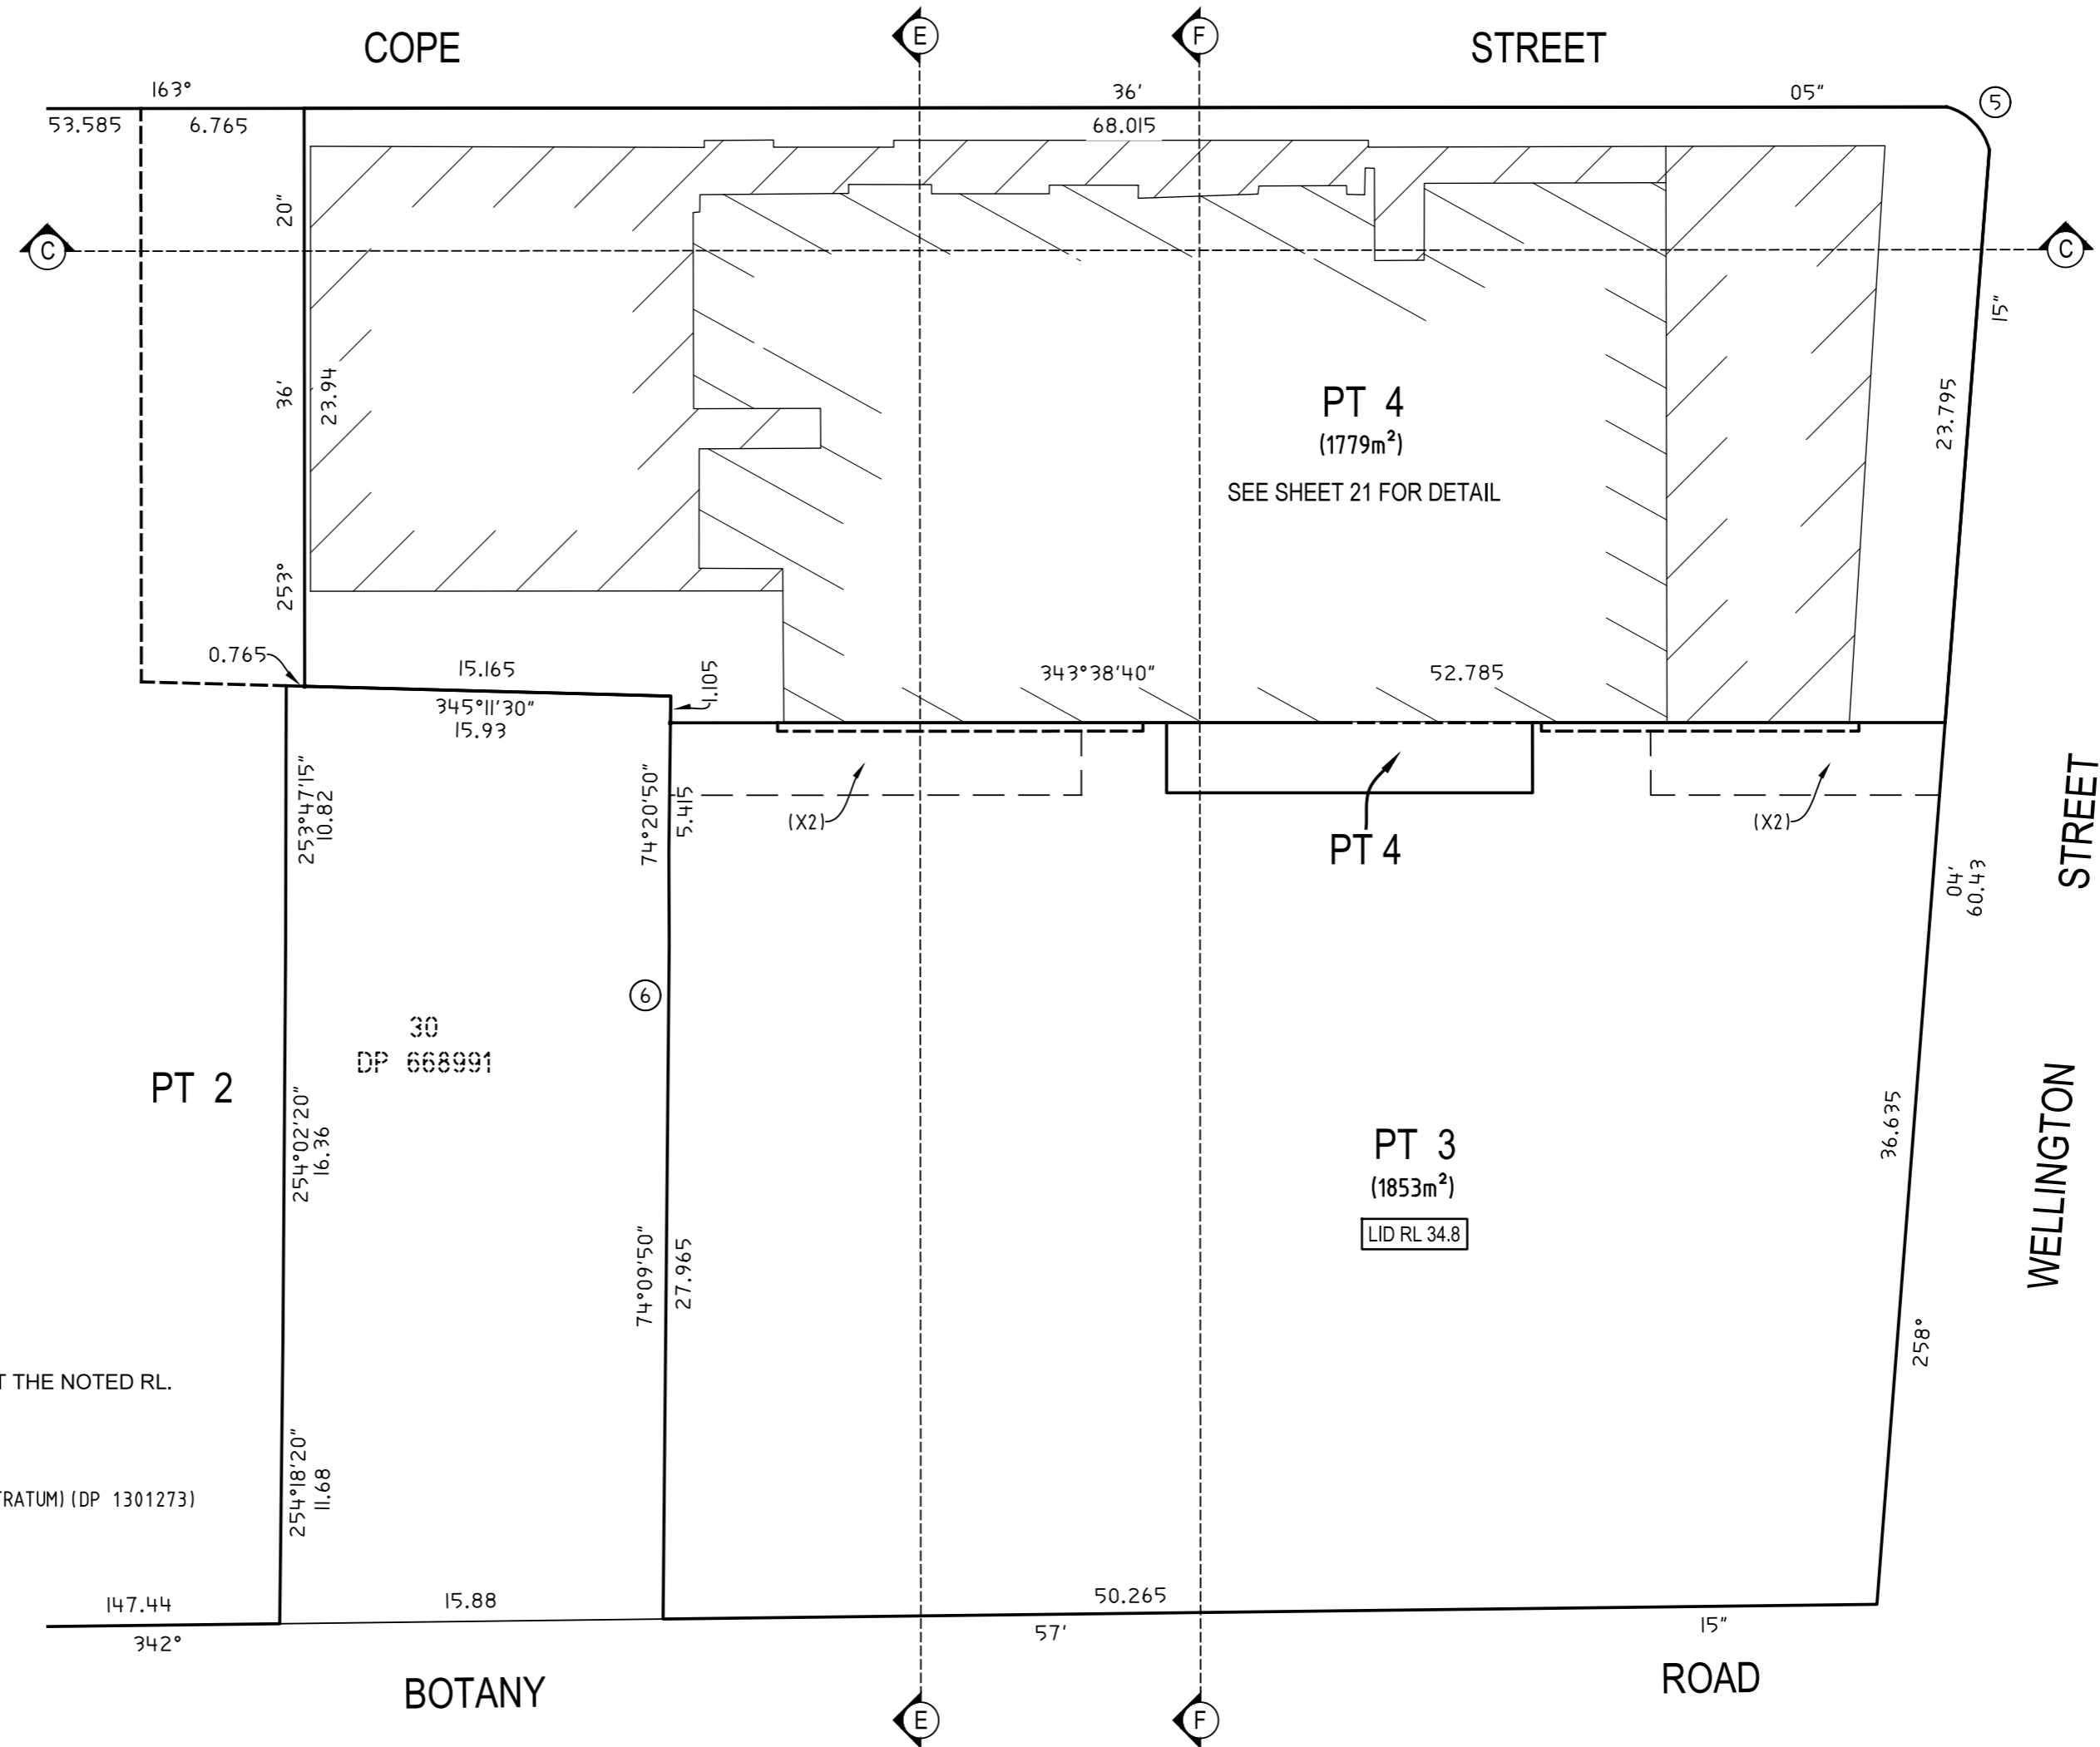 E
F
COPE
STREET
163°
36'
05"
5
53.585
6.765
68.015
20"
C
C
15"
36'
23.94
PT 4
(1779m²)
SEE SHEET 21 FOR DETAIL
23.795
253°
0.765
15.165
1.105
343°38'40"
52.785
345°11'30"
15.93
253°47'15"
10.82
74°20'50"
5.415
(X2)
PT 4
(X2)
STREET
04'
60.43
6
30
DP 668991
PT 2
254°02'20"
16.36
PT 3
(1853m²)
LID RL 34.8
36.635
WELLINGTON
74°09'50"
27.965
258°
T THE NOTED RL.
254°18'20"
11.68
RATUM) (DP 1301273)
147.44
15.88
50.265
342°
57'
15"
BOTANY
ROAD
E
F